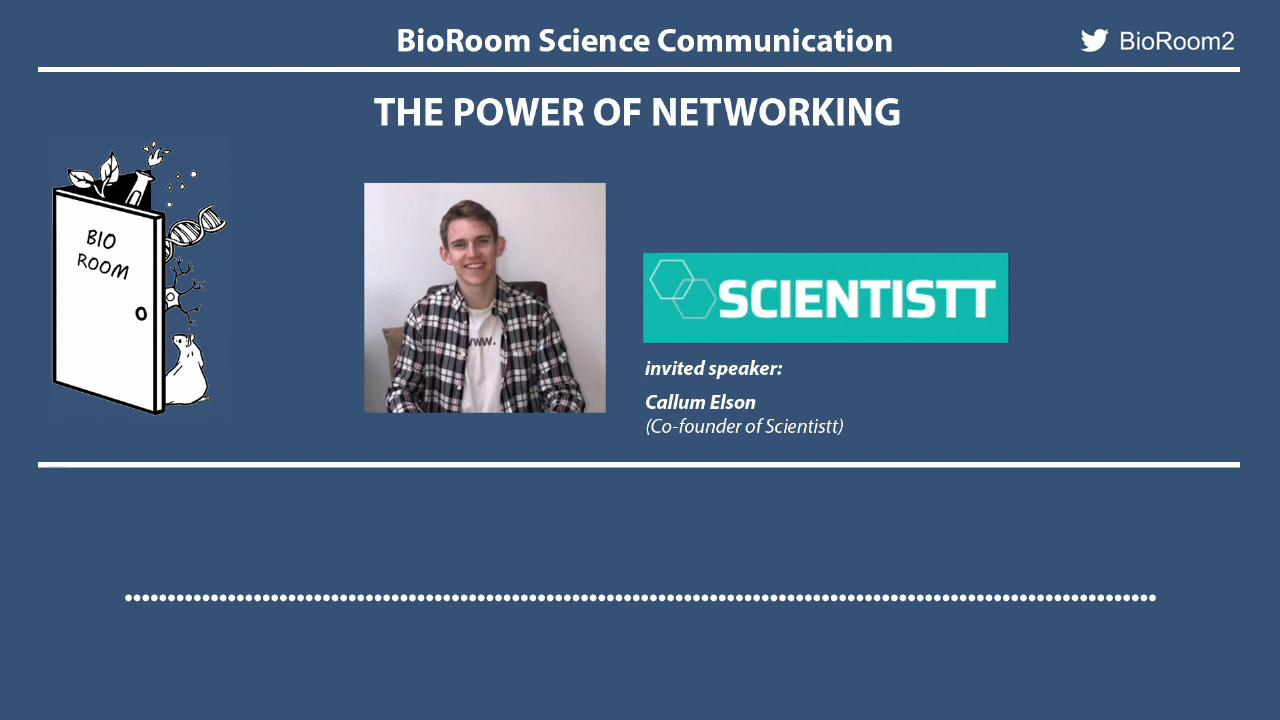 BioRoom Science Communication
BioRoom2
THE POWER OF NETWORKING
BIO
ROOM
SCIENTISTT
www.
invited speaker:
Callum Elson
(Co-founder of Scientistt)